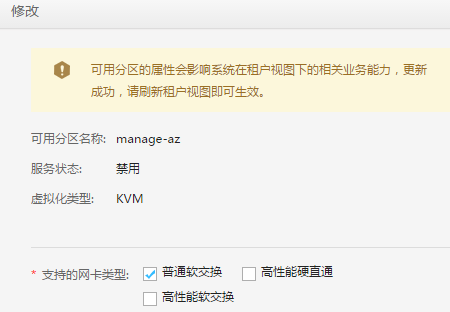 修改
可用分区的属性会影响系统在租户视图下的相关业务能力，更新
成功，请刷新租户视图即可生效。
可用分区名称: manage-az
服务状态: 禁用
虚拟化类型: KVM
* 支持的网卡类型: 普通软交换 高性能硬直通
高性能软交换